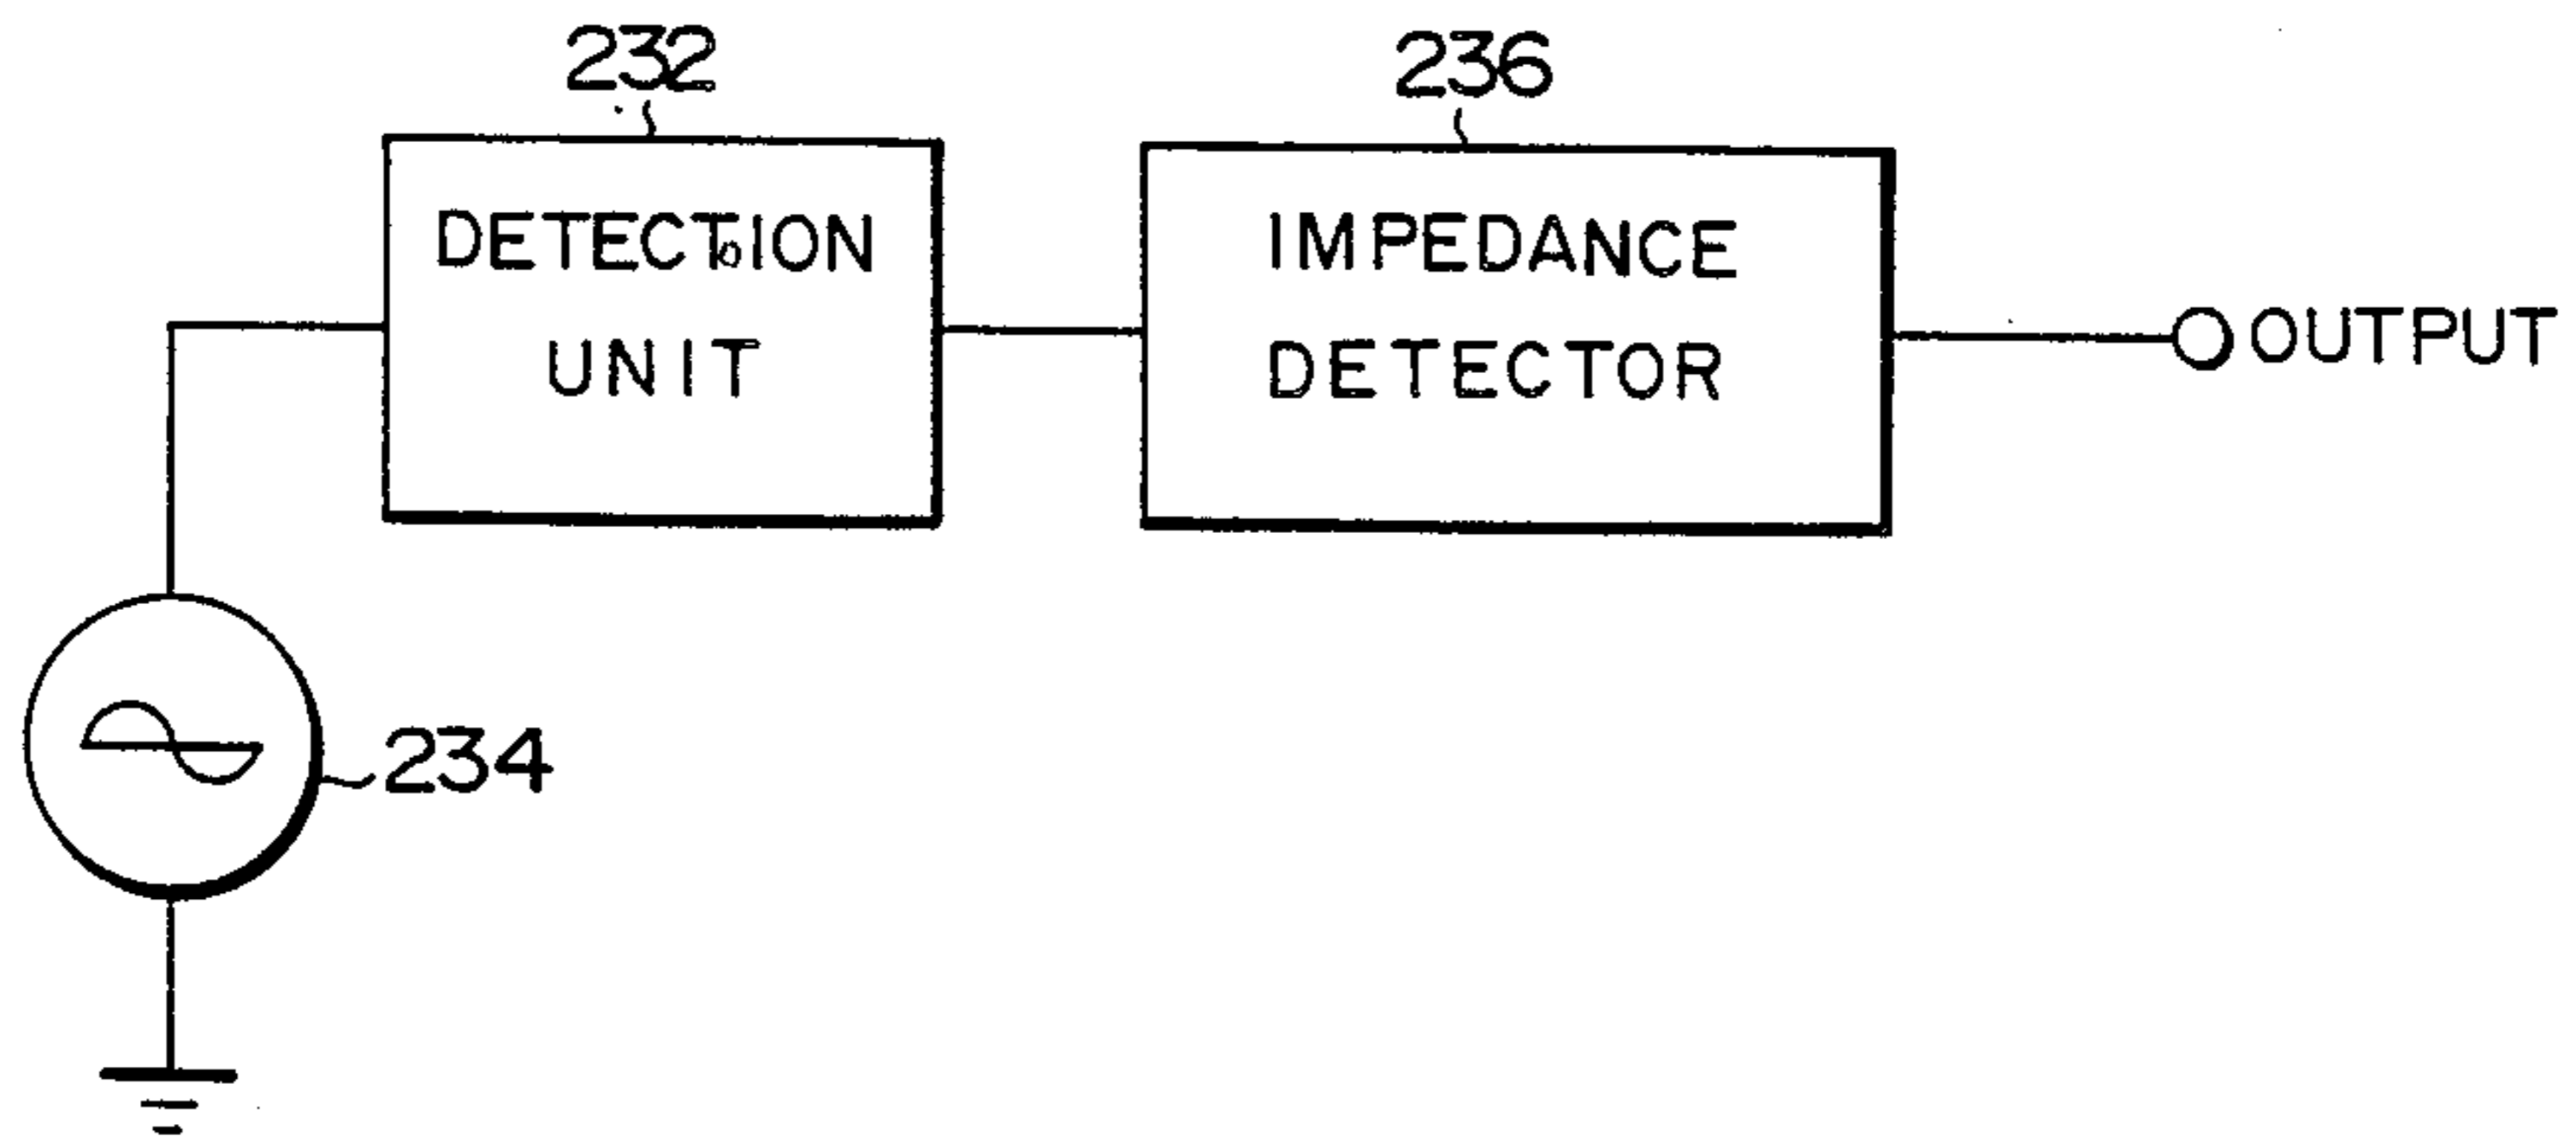 232
236
DETECTION
UNIT
IMPEDANCE
DETECTOR
OUTPUT
234